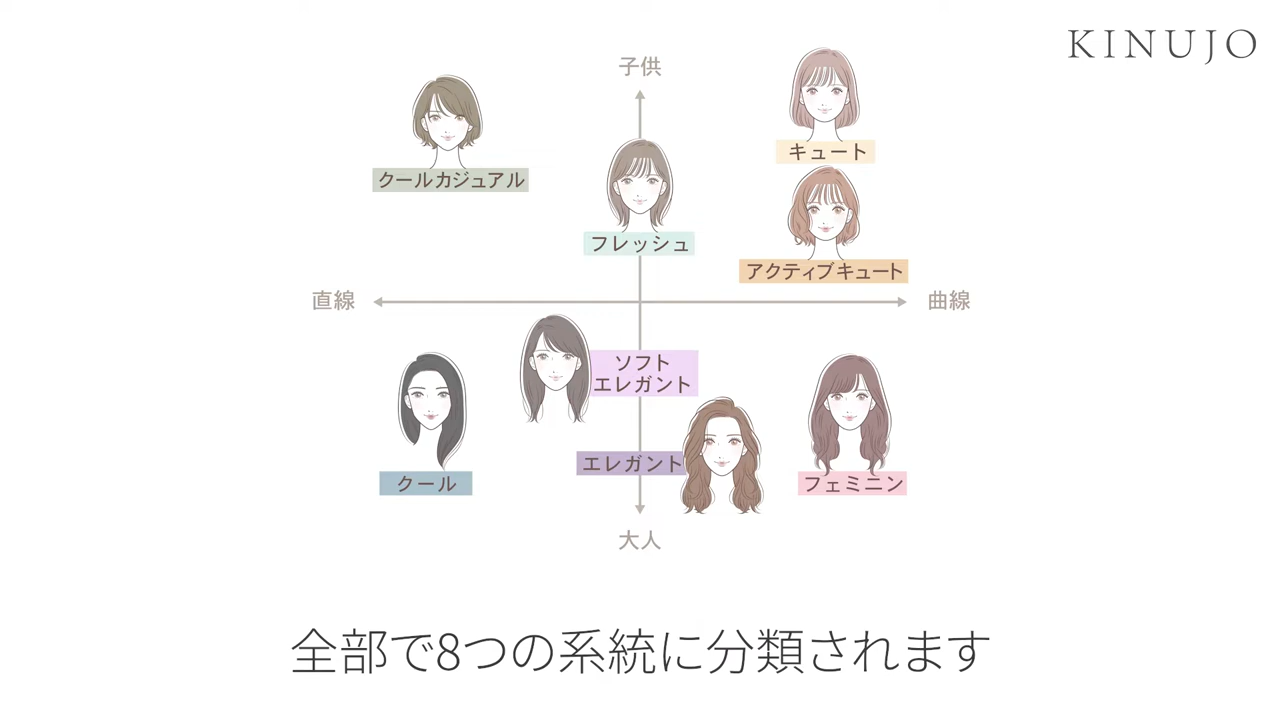 KINUJO
子供
キュート
クールカジュアル
フレッシュ
アクティブキュート
直線
曲線
ソフト
エレガント
エレガント
クール
フェミニン
大人
全部で8つの系統に分類されます